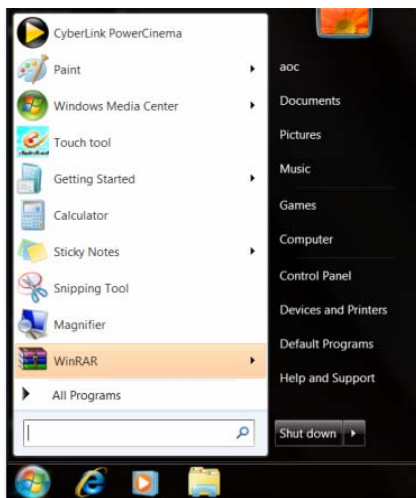 CyberLink PowerCinema
Paint
Windows Media Center
Touch tool
Getting Started
Calculator
Sticky Notes
Snipping Tool
Magnifier
WinRAR
All Programs
aoc
Documents
Pictures
Music
Games
Computer
Control Panel
Devices and Printers
Default Programs
Help and Support
Shut down